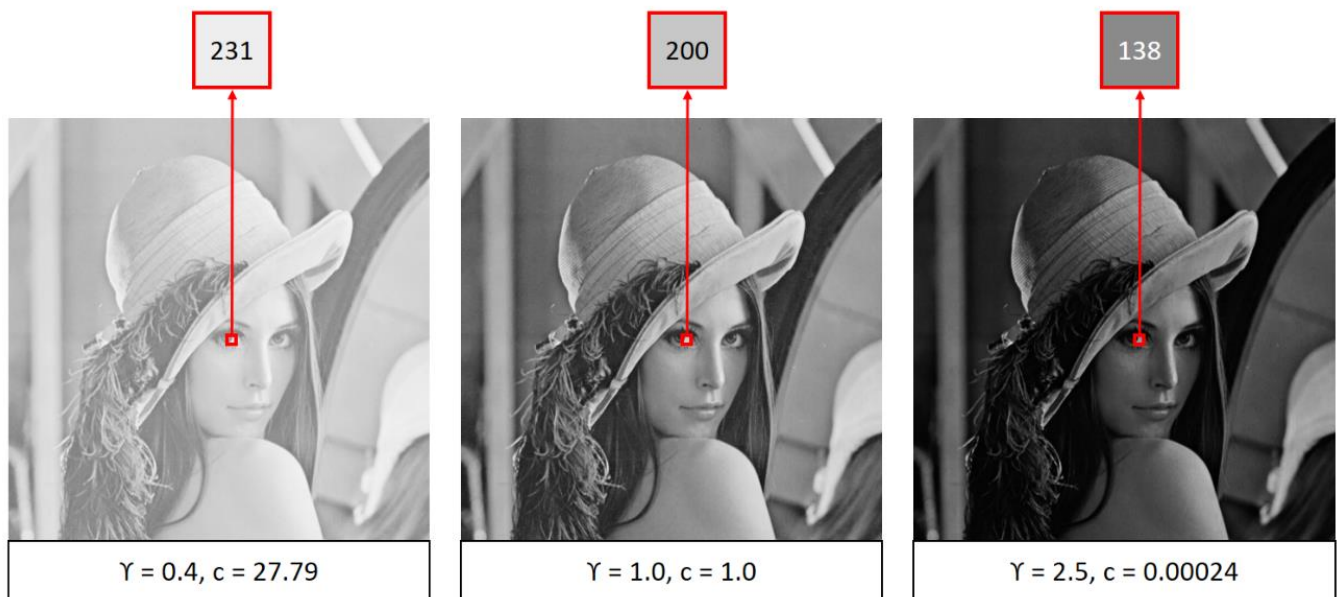 231
200
138
ϒ = 0.4, c = 27.79
ϒ = 1.0, c = 1.0
ϒ = 2.5, c = 0.00024